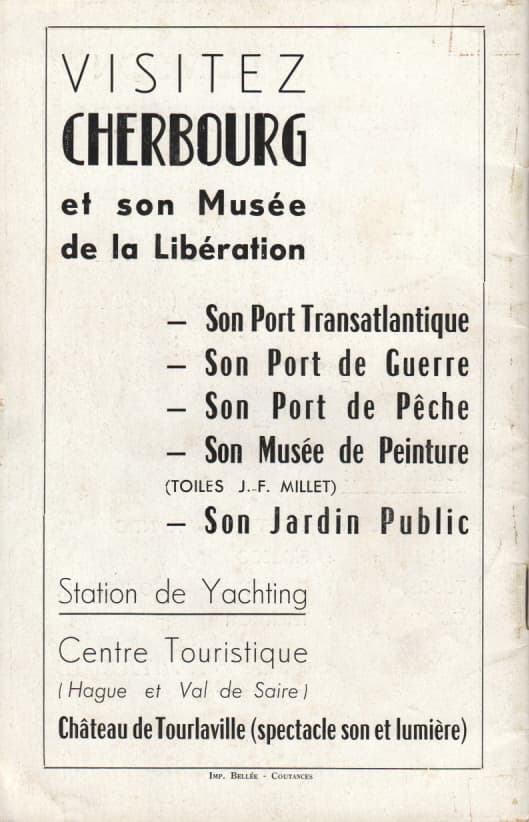 VISITEZ
CHERBOURG
et son Musée
de la Libération
– Son Port Transatlantique
– Son Port de Guerre
– Son Port de Pêche
– Son Musée de Peinture
(TOILES J.-F. MILLET)
– Son Jardin Public
Station de Yachting
Centre Touristique
(Hague et Val de Saire)
Château de Tourlaville (spectacle son et lumière)
Imp. Bellée - Coutances